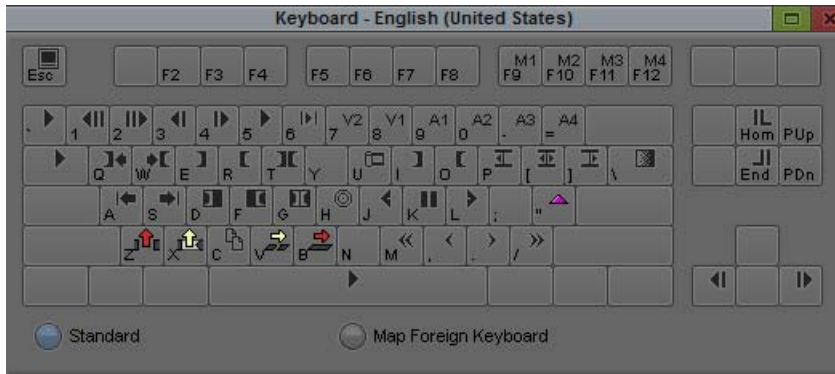 Keyboard - English (United States)
Esc F2 F3 F4 F5 F6 F7 F8 M1 F9 M2 F10 M3 F11 M4 F12
` 1 2 3 4 5 6 7 V2 8 V1 9 A1 0 A2 - A3 = A4 Hom PUp
Q W E R T Y U I O P [ ] \ End PDn
A S D F G H J K L ; "
Z X C V B N M , . /
Standard Map Foreign Keyboard